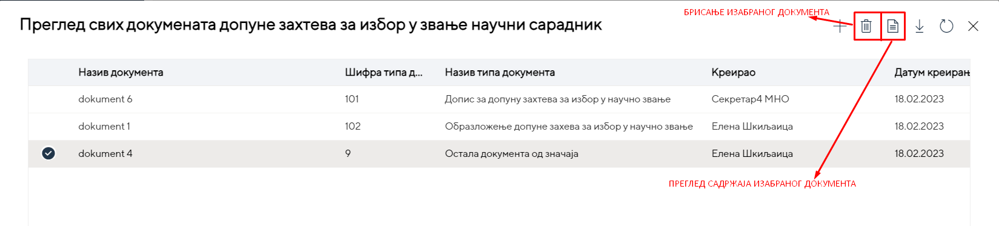 БРИСАЊЕ ИЗАБРАНОГ ДОКУМЕНТА
Преглед свих докумената допуне захтева за избор у звање научни сарадник
Назив документа Шифра типа д... Назив типа документа Креирао Датум креирањ
dokument 6 101 Допис за допуну захтева за избор у научно звање Секретар4 МНО 18.02.2023
dokument 1 102 Образложење допуне захева за избор у научно звање Елена Шкиљаица 18.02.2023
dokument 4 9 Остала документа од значаја Елена Шкиљаица 18.02.2023
ПРЕГЛЕД САДРЖАЈА ИЗАБРАНОГ ДОКУМЕНТА